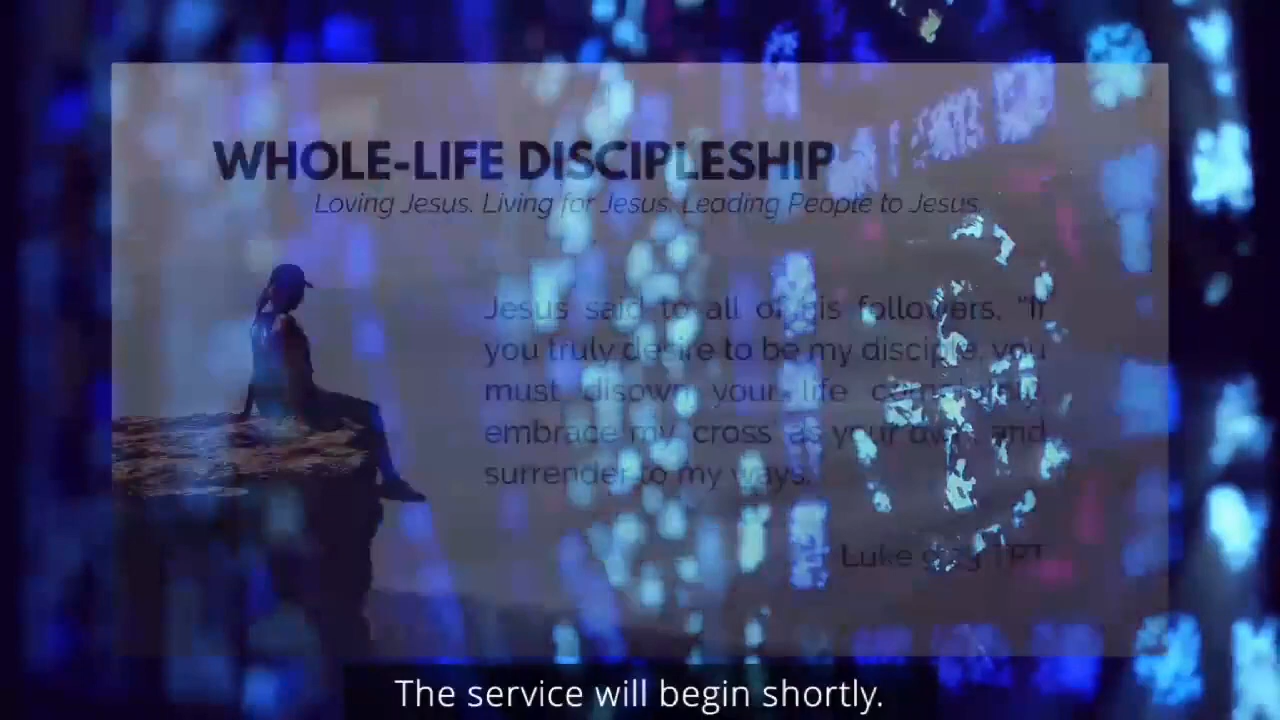 WHOLE-LIFE DISCIPLESHIP
Loving Jesus. Living for Jesus. Leading People to Jesus.
Jesus said to all of his followers, "If
you truly desire to be my disciple, you
must disown your life completely,
embrace my 'cross' as your own, and
surrender to my ways.
Luke TPT
The service will begin shortly.